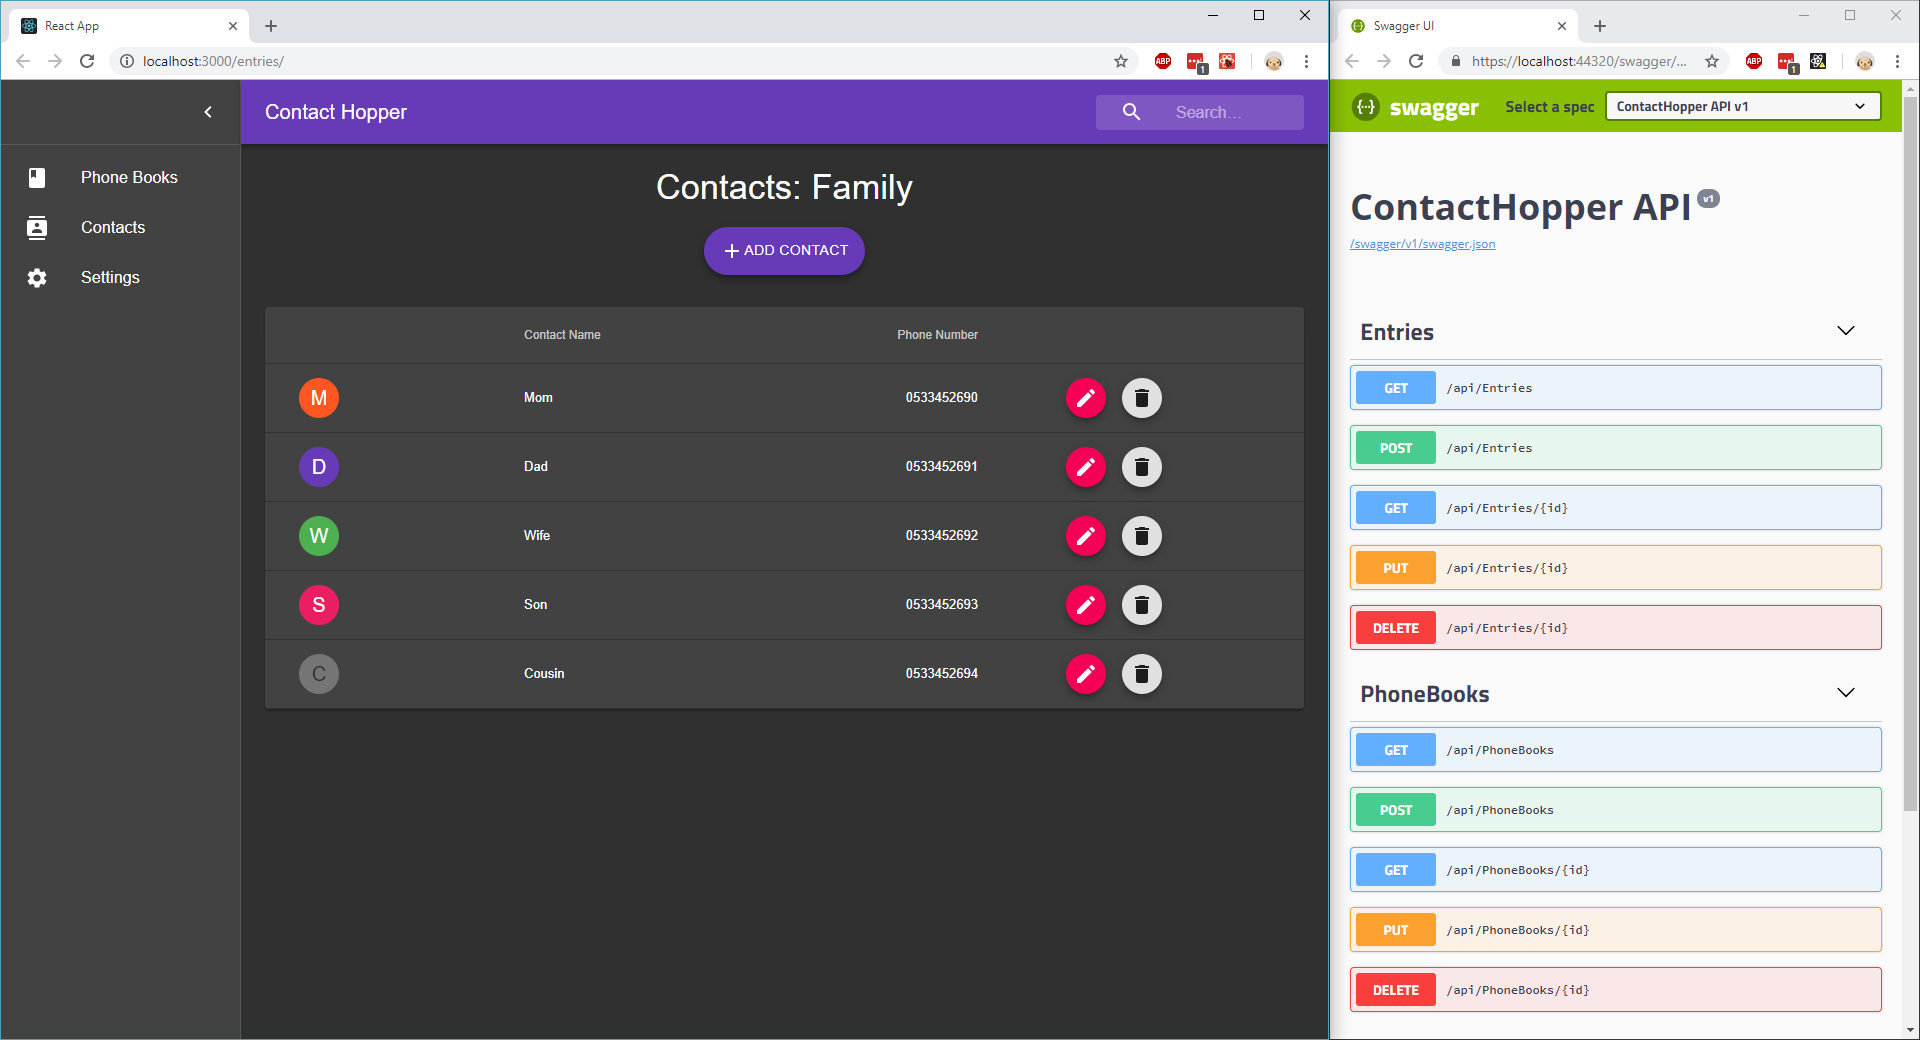 React App
localhost:3000/entries/
ABP
1
Contact Hopper
Search...
Phone Books
Contacts
Settings
Contacts: Family
ADD CONTACT
Contact Name Phone Number
M Mom 0533452690
D Dad 0533452691
W Wife 0533452692
S Son 0533452693
C Cousin 0533452694
Swagger UI
https://localhost:44320/swagger/...
ABP
1
swagger
Select a spec
ContactHopper API v1
ContactHopper API v1
/swagger/v1/swagger.json
Entries
GET /api/Entries
POST /api/Entries
GET /api/Entries/{id}
PUT /api/Entries/{id}
DELETE /api/Entries/{id}
PhoneBooks
GET /api/PhoneBooks
POST /api/PhoneBooks
GET /api/PhoneBooks/{id}
PUT /api/PhoneBooks/{id}
DELETE /api/PhoneBooks/{id}